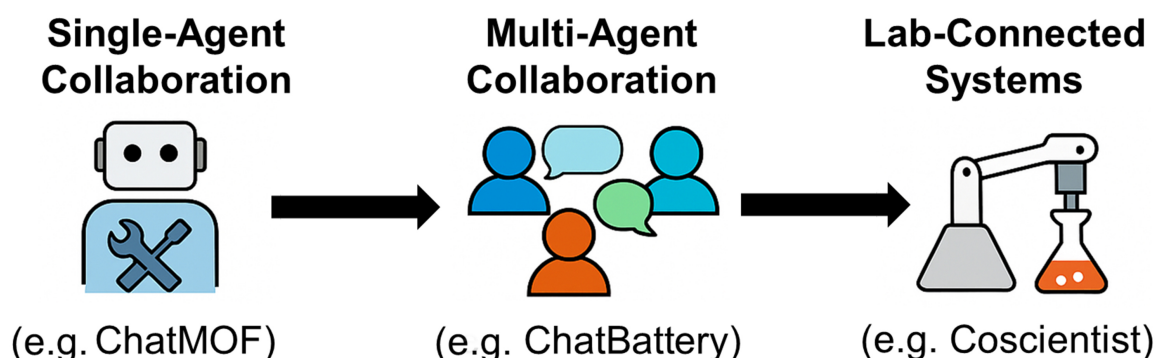 Single-Agent
Collaboration
Multi-Agent
Collaboration
Lab-Connected
Systems
(e.g. ChatMOF)
(e.g. ChatBattery)
(e.g. Coscientist)